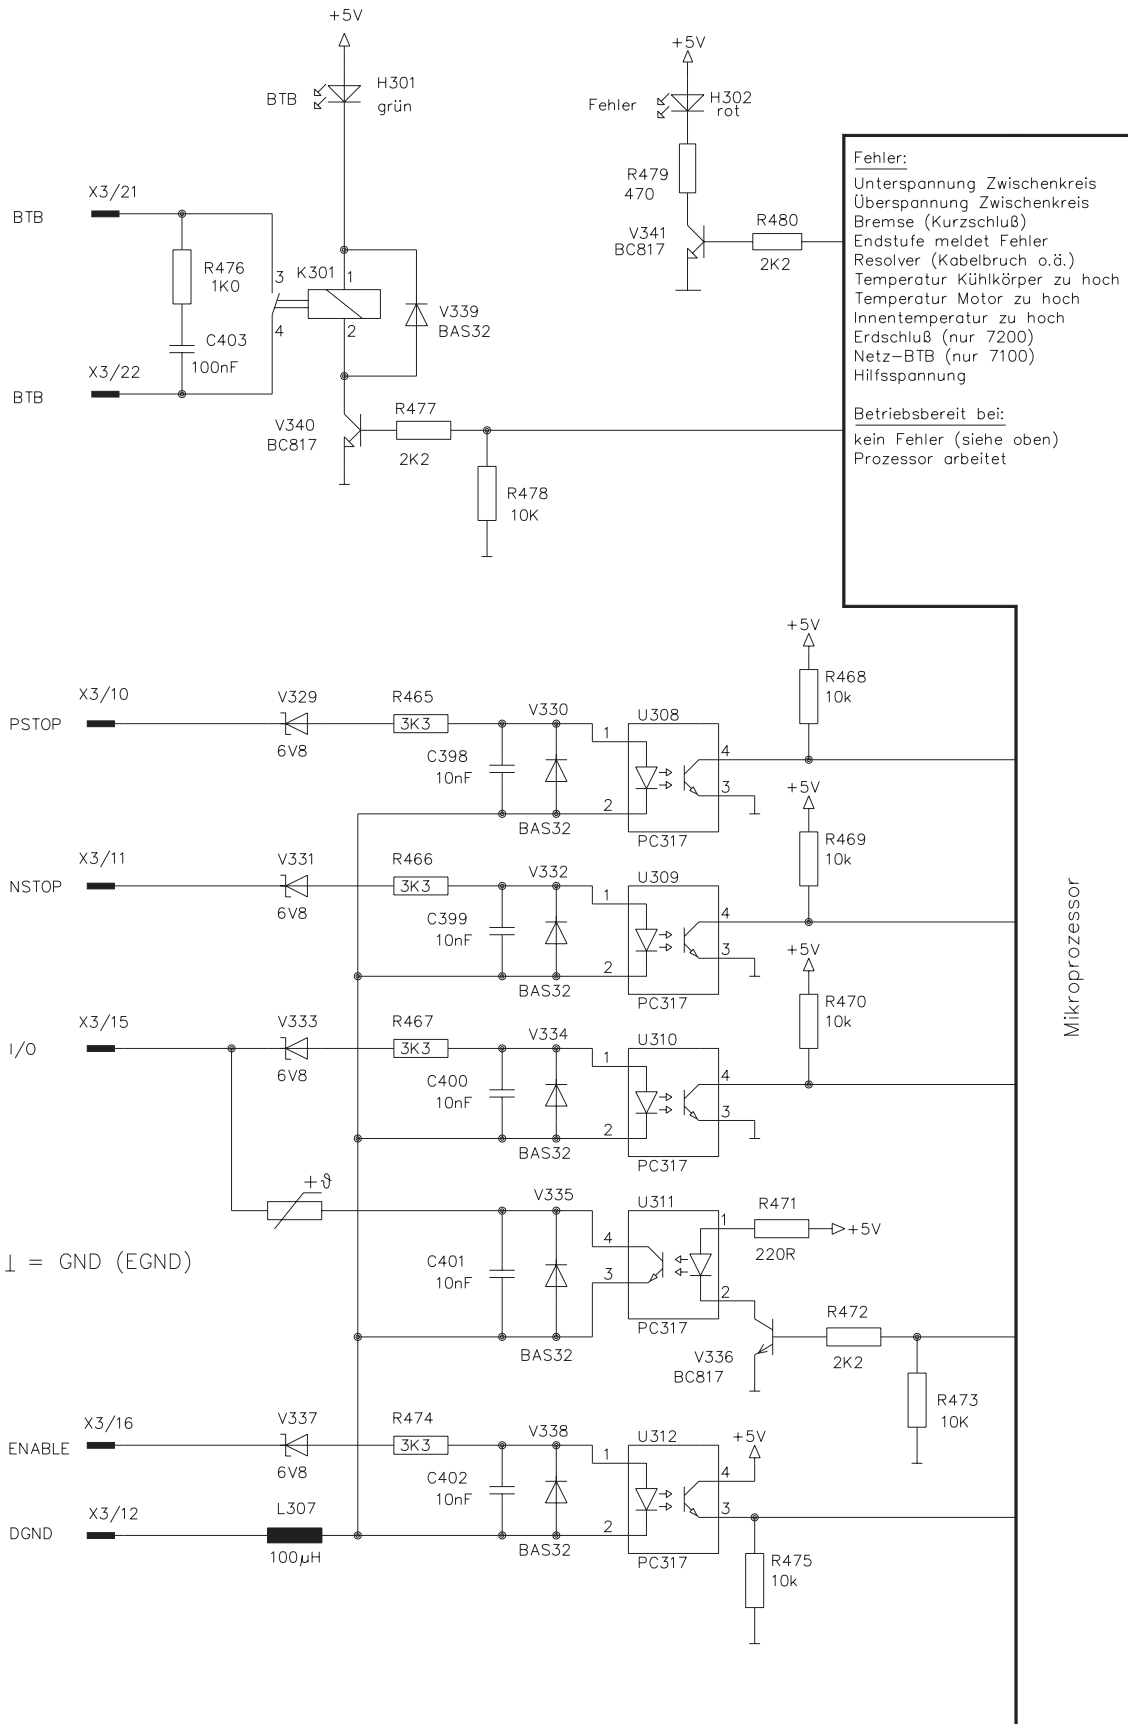 +5V
BTB
H301
grün
+5V
Fehler
H302
rot
R479
470
V341
BC817
R480
2K2
Fehler:
Unterspannung Zwischenkreis
Überspannung Zwischenkreis
Bremse (Kurzschluß)
Endstufe meldet Fehler
Resolver (Kabelbruch o.ä.)
Temperatur Kühlkörper zu hoch
Temperatur Motor zu hoch
Innentemperatur zu hoch
Erdschluß (nur 7200)
Netz-BTB (nur 7100)
Hilfsspannung
Betriebsbereit bei:
kein Fehler (siehe oben)
Prozessor arbeitet
X3/21
BTB
R476
1K0
C403
100nF
3
4
K301
1
2
V339
BAS32
X3/22
BTB
V340
BC817
R477
2K2
R478
10K
Mikroprozessor
X3/10
PSTOP
V329
6V8
R465
3K3
C398
10nF
V330
BAS32
1
2
U308
4
3
PC317
+5V
R468
10k
X3/11
NSTOP
V331
6V8
R466
3K3
C399
10nF
V332
BAS32
1
2
U309
4
3
PC317
+5V
R469
10k
X3/15
I/O
V333
6V8
R467
3K3
C400
10nF
V334
BAS32
1
2
U310
4
3
PC317
+5V
R470
10k
+ϑ
⊥ = GND (EGND)
C401
10nF
V335
BAS32
4
3
U311
1
2
PC317
R471
220R
+5V
V336
BC817
R472
2K2
R473
10K
X3/16
ENABLE
V337
6V8
R474
3K3
C402
10nF
V338
BAS32
1
2
U312
4
3
PC317
+5V
R475
10k
X3/12
DGND
L307
100µH